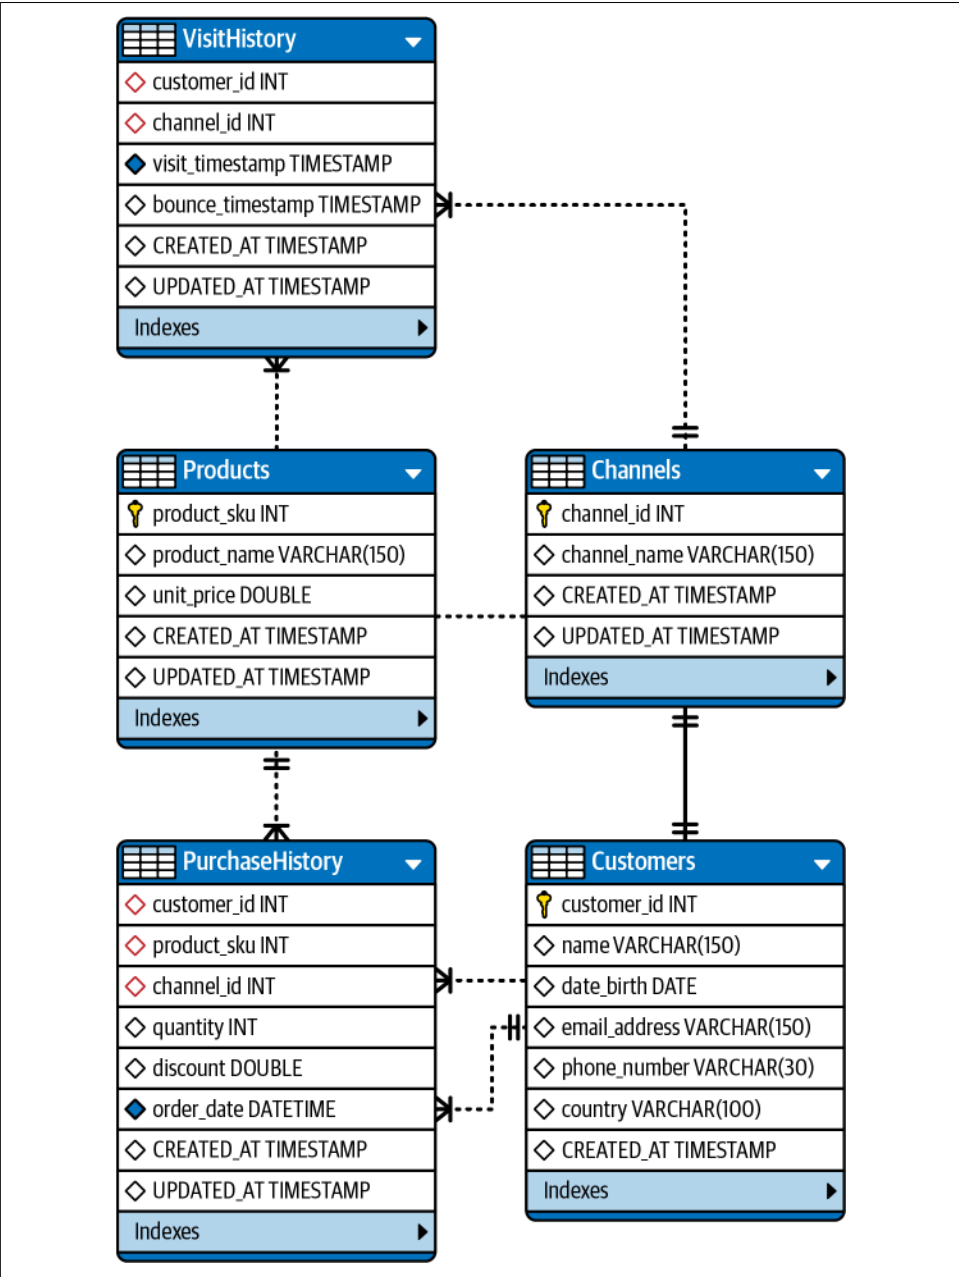 VisitHistory
customer_id INT
channel_id INT
visit_timestamp TIMESTAMP
bounce_timestamp TIMESTAMP
CREATED_AT TIMESTAMP
UPDATED_AT TIMESTAMP
Indexes
Products
product_sku INT
product_name VARCHAR(150)
unit_price DOUBLE
CREATED_AT TIMESTAMP
UPDATED_AT TIMESTAMP
Indexes
Channels
channel_id INT
channel_name VARCHAR(150)
CREATED_AT TIMESTAMP
UPDATED_AT TIMESTAMP
Indexes
PurchaseHistory
customer_id INT
product_sku INT
channel_id INT
quantity INT
discount DOUBLE
order_date DATETIME
CREATED_AT TIMESTAMP
UPDATED_AT TIMESTAMP
Indexes
Customers
customer_id INT
name VARCHAR(150)
date_birth DATE
email_address VARCHAR(150)
phone_number VARCHAR(30)
country VARCHAR(100)
CREATED_AT TIMESTAMP
Indexes